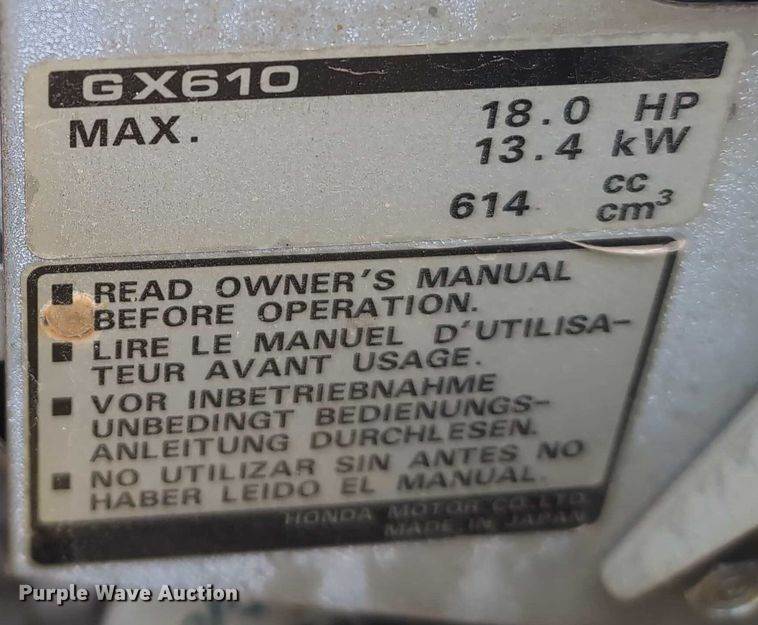 GX610
MAX. 18.0 HP
13.4 kW
614 cc
cm³
■ READ OWNER'S MANUAL
BEFORE OPERATION.
■ LIRE LE MANUEL D'UTILISA-
TEUR AVANT USAGE.
■ VOR INBETRIEBNAHME
UNBEDINGT BEDIENUNGS-
ANLEITUNG DURCHLESEN.
■ NO UTILIZAR SIN ANTES NO
HABER LEIDO EL MANUAL.
HONDA MOTOR CO., LTD.
MADE IN JAPAN
Purple Wave Auction